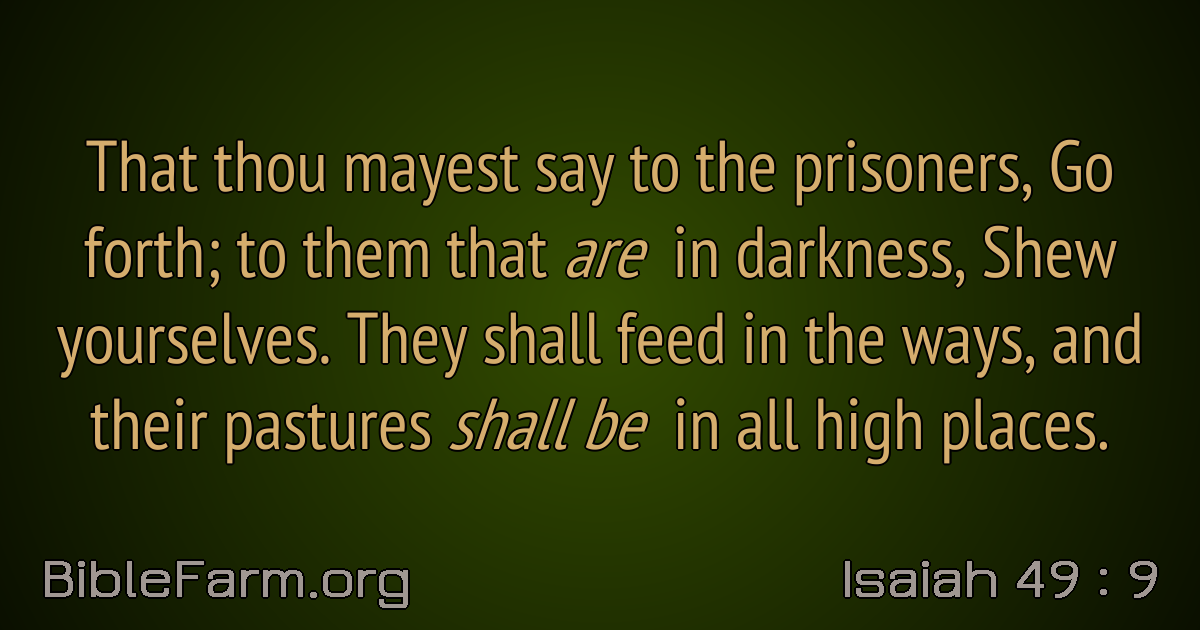 That thou mayest say to the prisoners, Go
forth; to them that are in darkness, Shew
yourselves. They shall feed in the ways, and
their pastures shall be in all high places.
BibleFarm.org
Isaiah 49 : 9